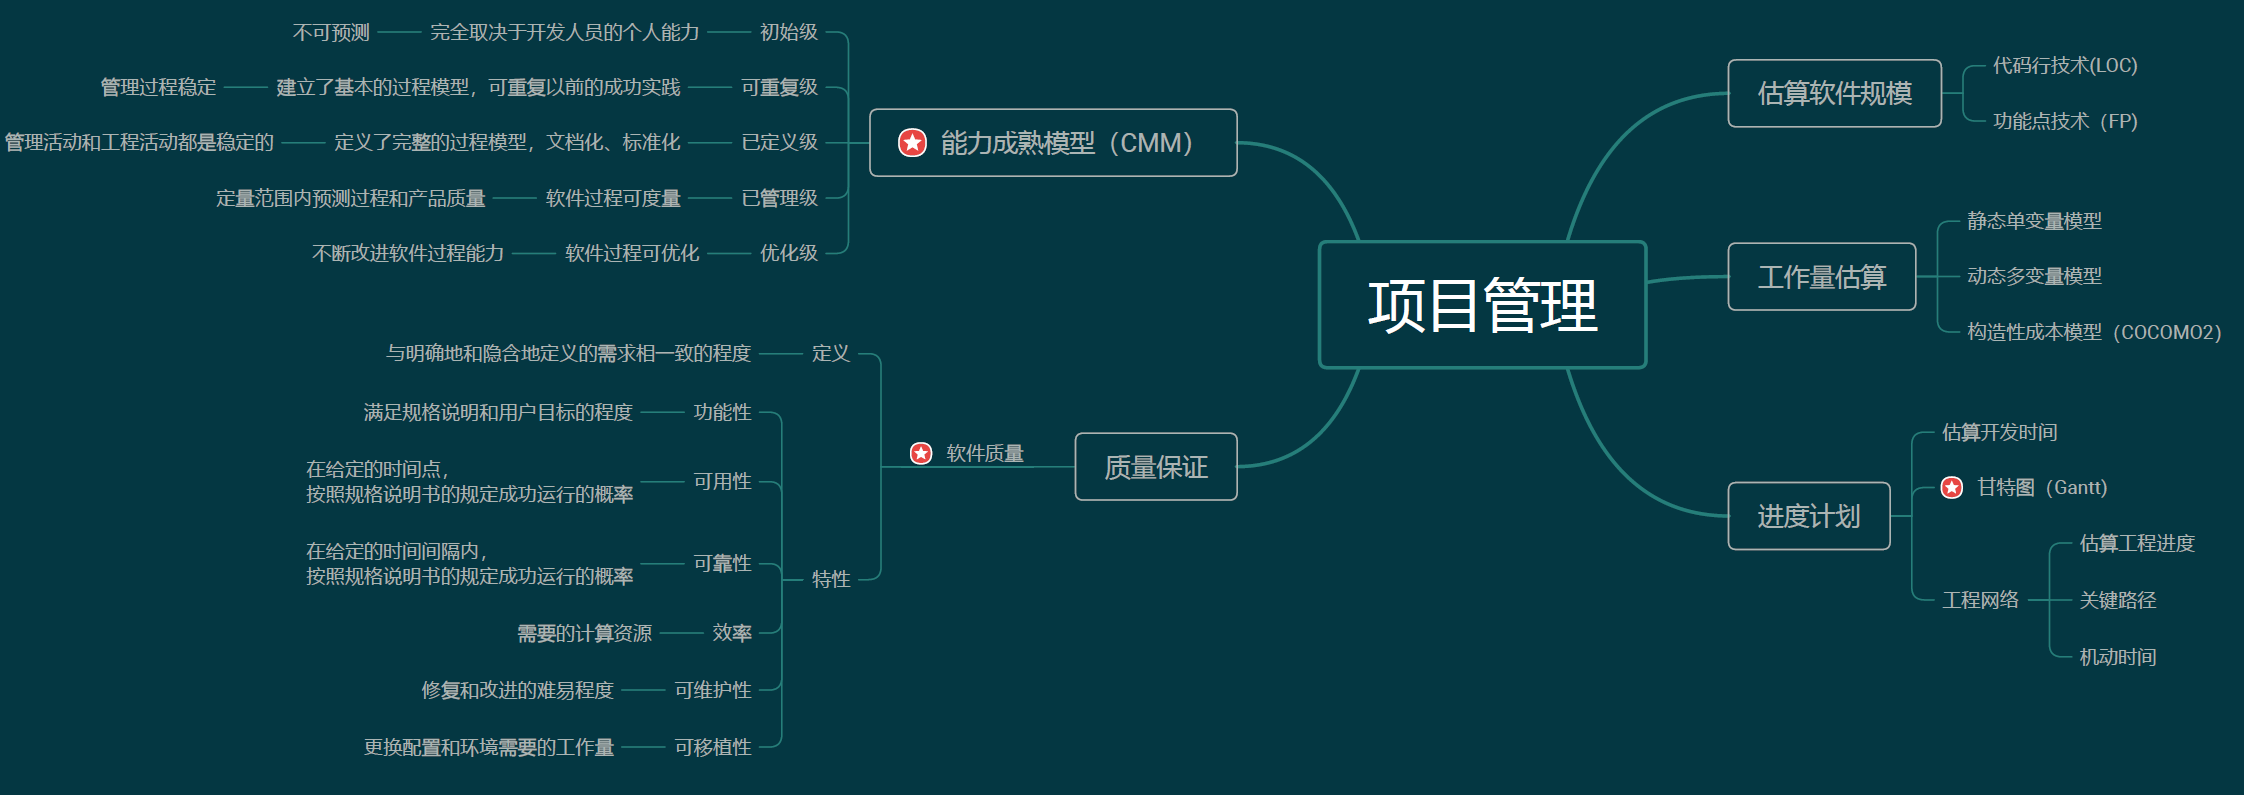 项目管理
估算软件规模
代码行技术(LOC)
功能点技术（FP)
工作量估算
静态单变量模型
动态多变量模型
构造性成本模型（COCOMO2）
进度计划
估算开发时间
甘特图（Gantt)
工程网络
估算工程进度
关键路径
机动时间
能力成熟模型（CMM）
初始级
完全取决于开发人员的个人能力
不可预测
可重复级
建立了基本的过程模型，可重复以前的成功实践
管理过程稳定
已定义级
定义了完整的过程模型，文档化、标准化
管理活动和工程活动都是稳定的
已管理级
软件过程可度量
定量范围内预测过程和产品质量
优化级
软件过程可优化
不断改进软件过程能力
质量保证
软件质量
定义
与明确地和隐含地定义的需求相一致的程度
特性
功能性
满足规格说明和用户目标的程度
可用性
在给定的时间点，
按照规格说明书的规定成功运行的概率
可靠性
在给定的时间间隔内，
按照规格说明书的规定成功运行的概率
效率
需要的计算资源
可维护性
修复和改进的难易程度
可移植性
更换配置和环境需要的工作量